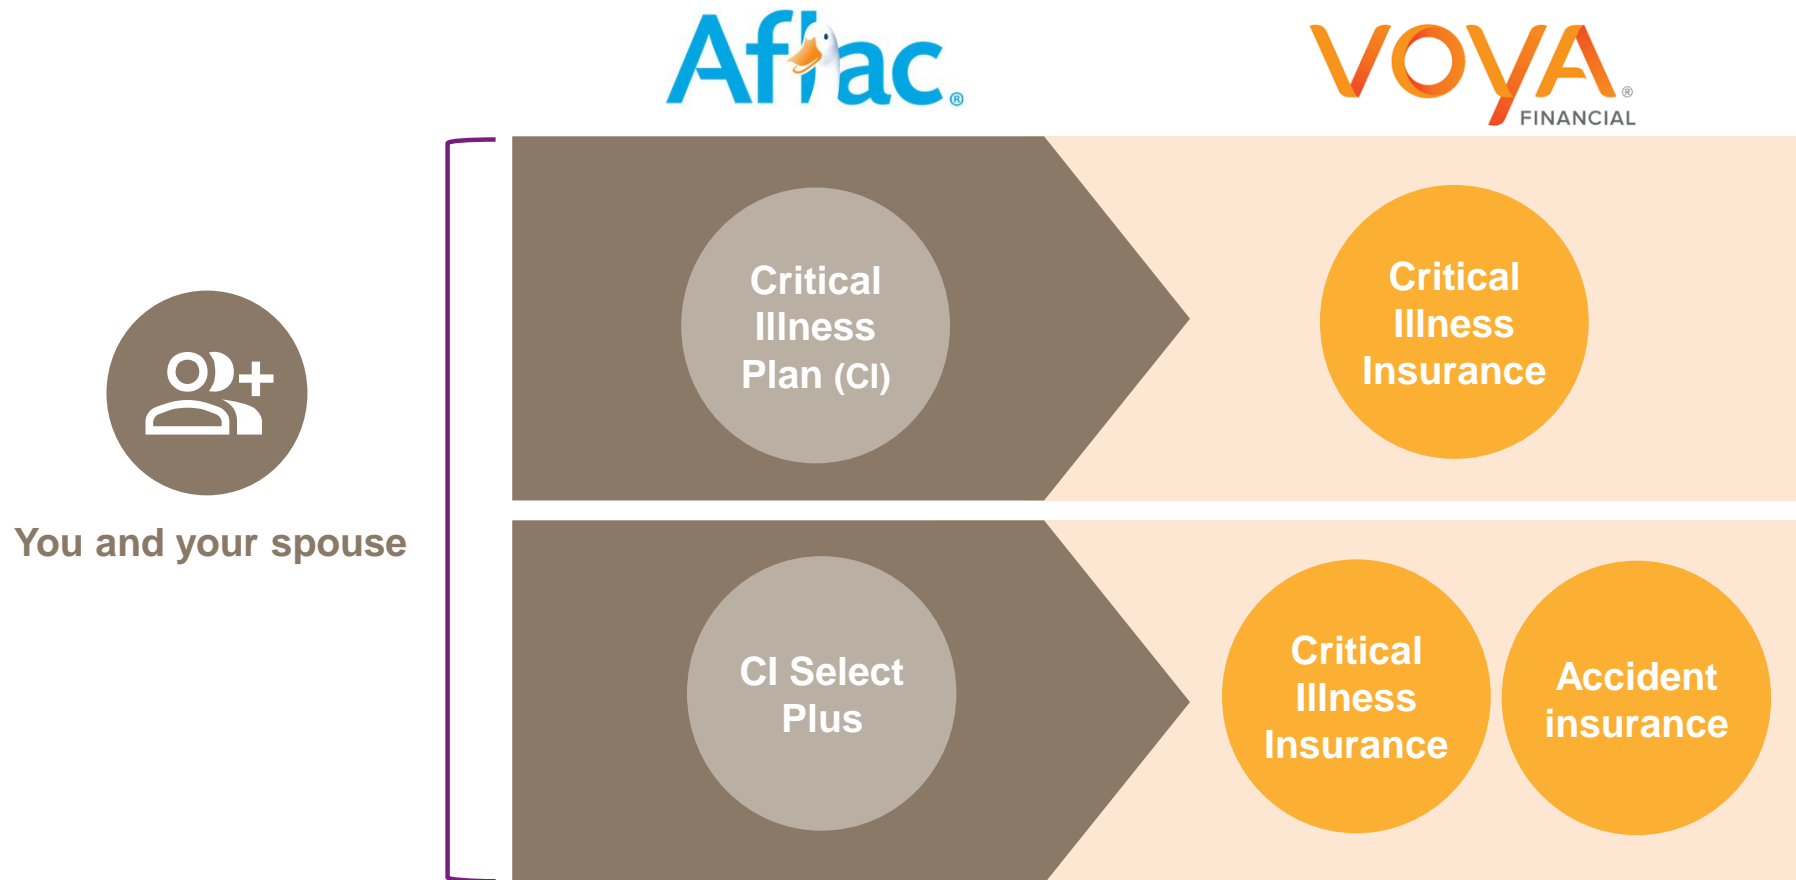 Aflac®
VOYA®
FINANCIAL
Critical
Illness
Plan (CI)
Critical
Illness
Insurance
You and your spouse
CI Select
Plus
Critical
Illness
Insurance
Accident
insurance